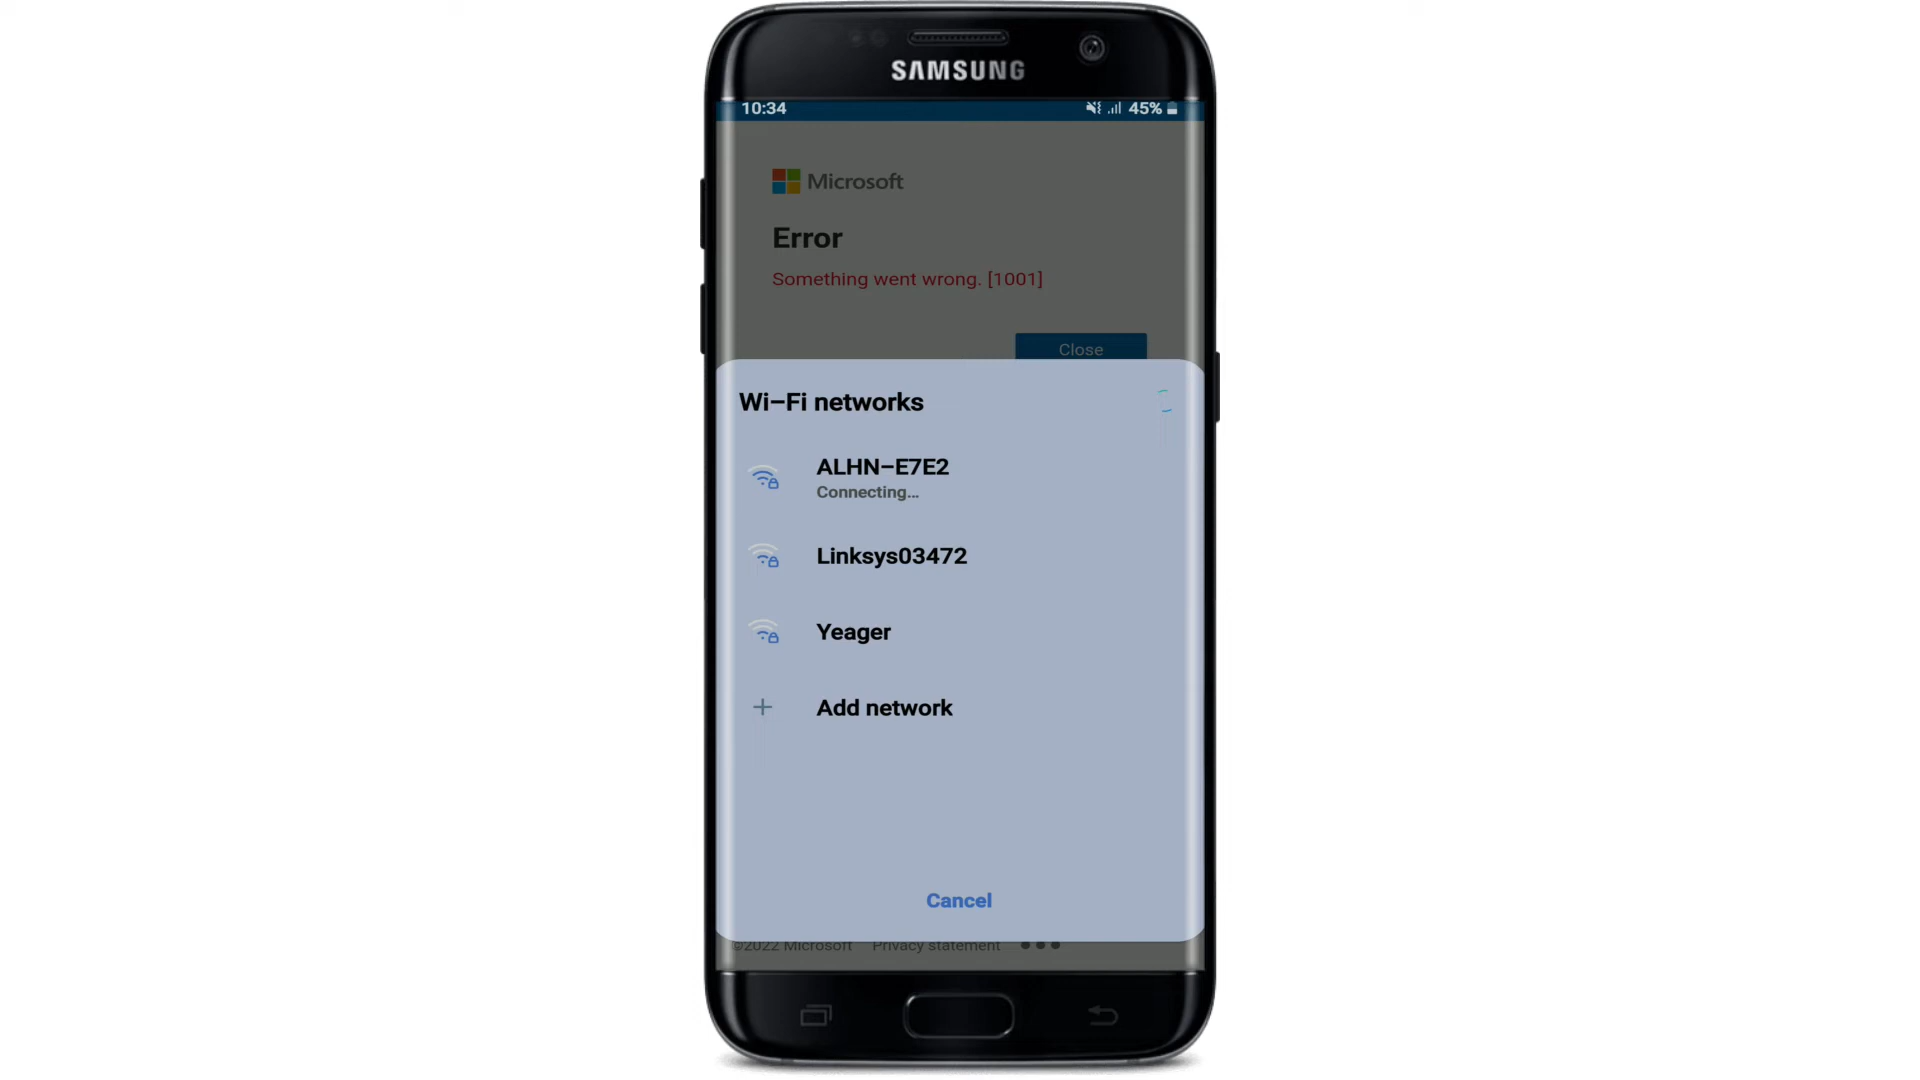 SAMSUNG
10:34
45%
Microsoft
Error
Something went wrong. [1001]
Close
Wi-Fi networks
ALHN-E7E2
Connecting...
Linksys03472
Yeager
Add network
Cancel
©2022 Microsoft Privacy statement